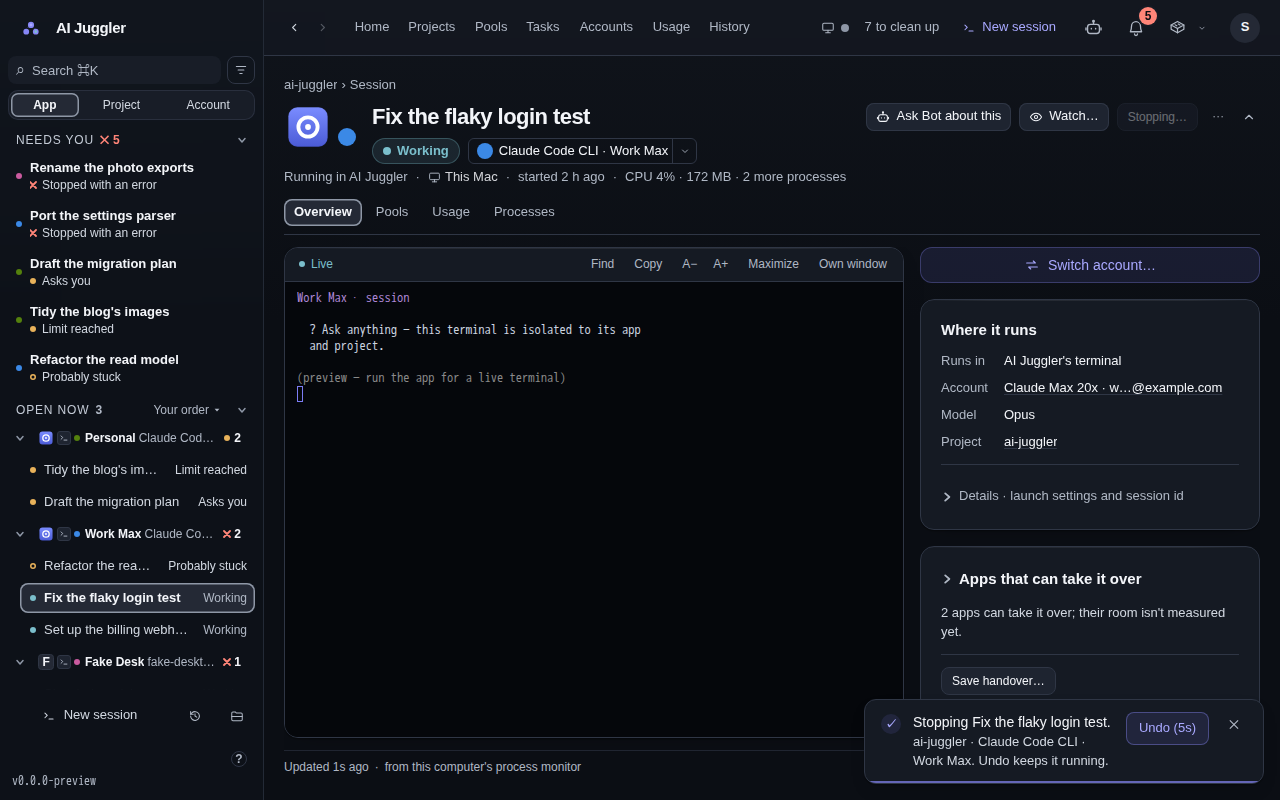 AI Juggler
Home Projects Pools Tasks Accounts Usage History
7 to clean up
New session
5
S
Search ⌘K
App Project Account
NEEDS YOU 5
Rename the photo exports
Stopped with an error
Port the settings parser
Stopped with an error
Draft the migration plan
Asks you
Tidy the blog's images
Limit reached
Refactor the read model
Probably stuck
OPEN NOW 3 Your order
Personal Claude Cod… 2
Tidy the blog's im… Limit reached
Draft the migration plan Asks you
Work Max Claude Co… 2
Refactor the rea… Probably stuck
Fix the flaky login test Working
Set up the billing webh… Working
F Fake Desk fake-deskt… 1
New session
?
v0.0.0-preview
ai-juggler › Session
Fix the flaky login test
Ask Bot about this Watch… Stopping… ⋯
Working Claude Code CLI · Work Max
Running in AI Juggler · This Mac · started 2 h ago · CPU 4% · 172 MB · 2 more processes
Overview Pools Usage Processes
Live Find Copy A− A+ Maximize Own window
Work Max · session
? Ask anything — this terminal is isolated to its app
and project.
(preview — run the app for a live terminal)
Updated 1s ago · from this computer's process monitor
Switch account…
Where it runs
Runs in AI Juggler's terminal
Account Claude Max 20x · w…@example.com
Model Opus
Project ai-juggler
Details · launch settings and session id
Apps that can take it over
2 apps can take it over; their room isn't measured
yet.
Save handover…
Stopping Fix the flaky login test.
ai-juggler · Claude Code CLI ·
Work Max. Undo keeps it running.
Undo (5s)